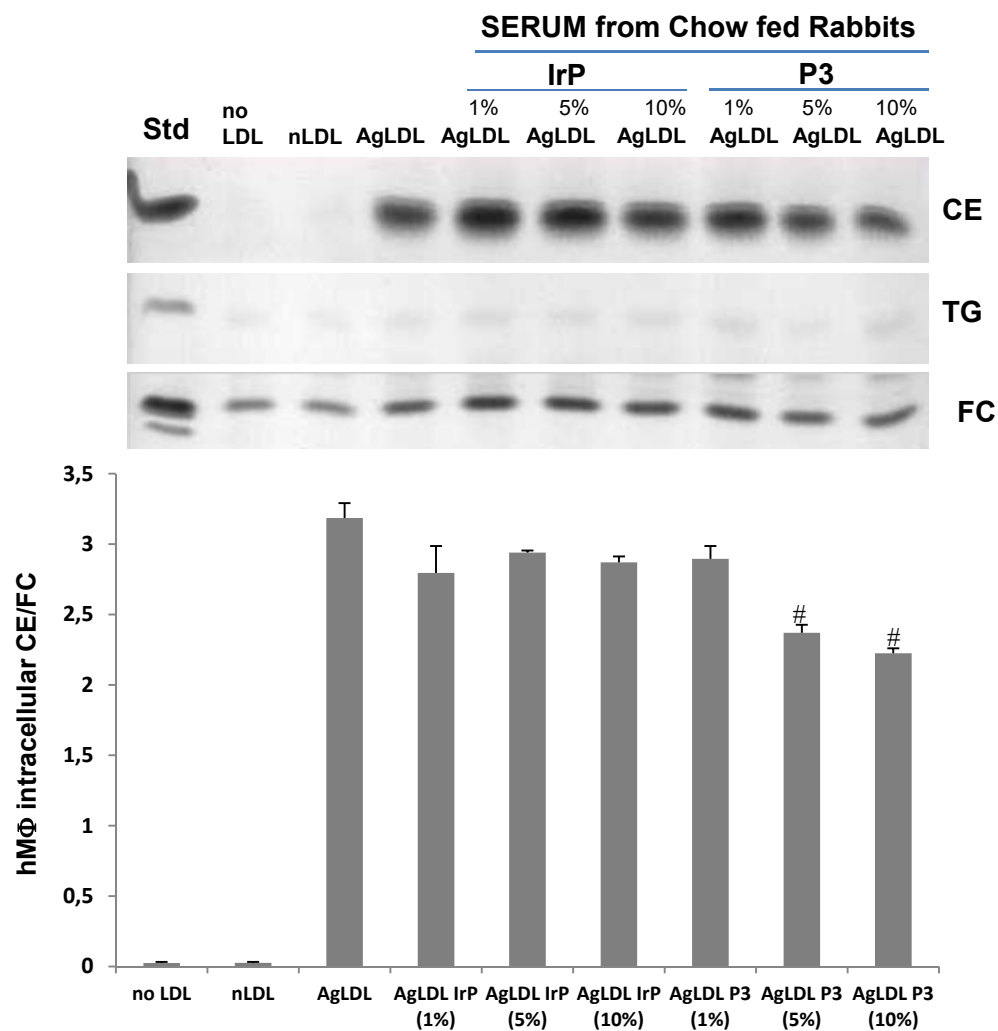 SERUM from Chow fed Rabbits
IrP P3
Std no LDL nLDL AgLDL 1% AgLDL 5% AgLDL 10% AgLDL 1% AgLDL 5% AgLDL 10% AgLDL
CE
TG
FC
hMΦ intracellular CE/FC
3,5
3
2,5
2
1,5
1
0,5
0
#
#
no LDL nLDL AgLDL AgLDL IrP AgLDL IrP AgLDL IrP AgLDL P3 AgLDL P3 AgLDL P3
(1%) (5%) (10%) (1%) (5%) (10%)